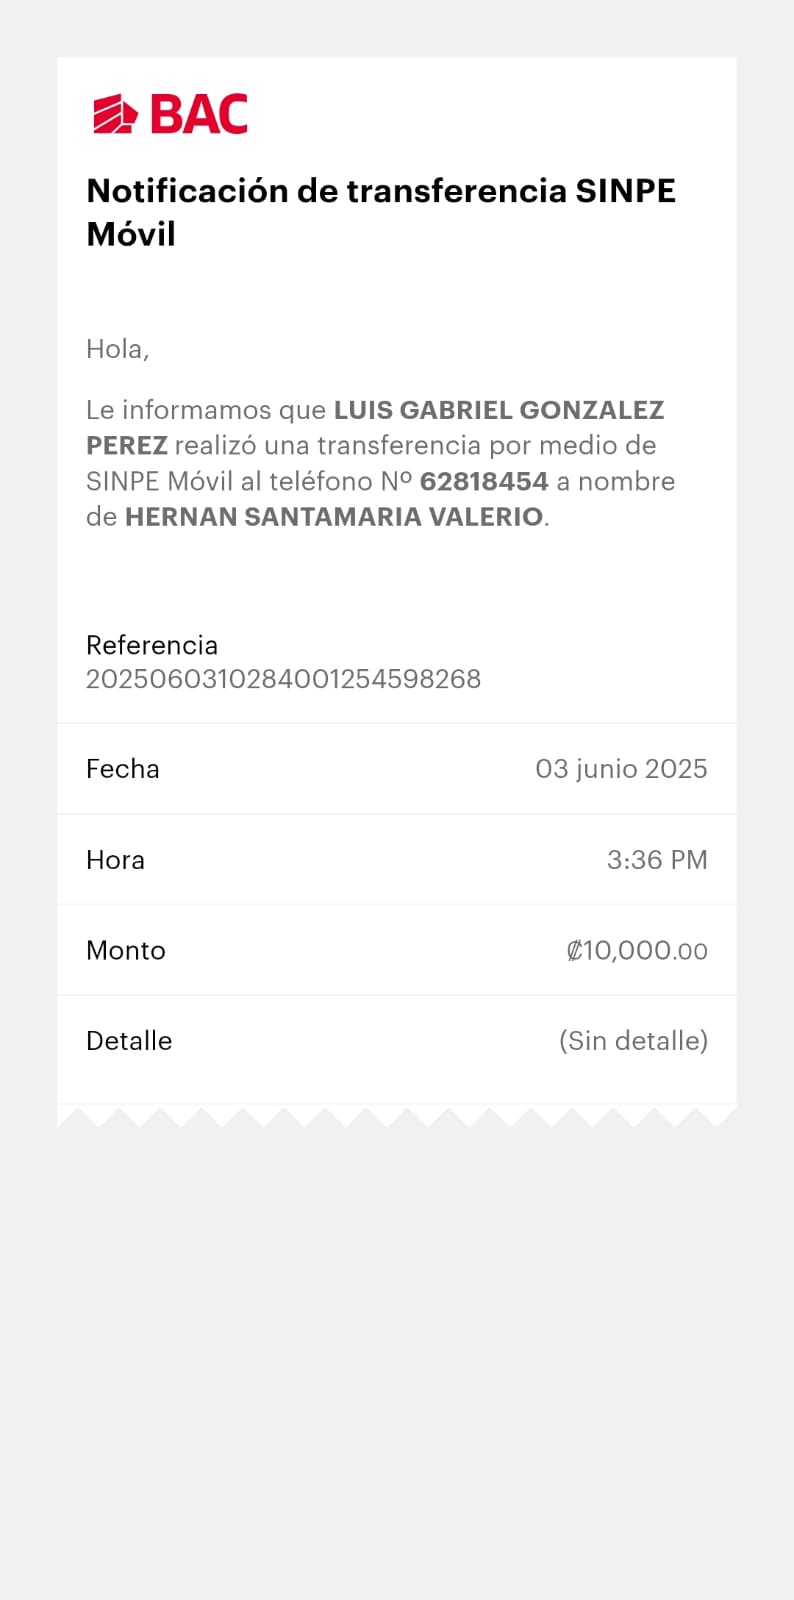 BAC
Notificación de transferencia SINPE
Móvil
Hola,
Le informamos que LUIS GABRIEL GONZALEZ
PEREZ realizó una transferencia por medio de
SINPE Móvil al teléfono Nº 62818454 a nombre
de HERNAN SANTAMARIA VALERIO.
Referencia
2025060310284001254598268
Fecha 03 junio 2025
Hora 3:36 PM
Monto ₡10,000.00
Detalle (Sin detalle)